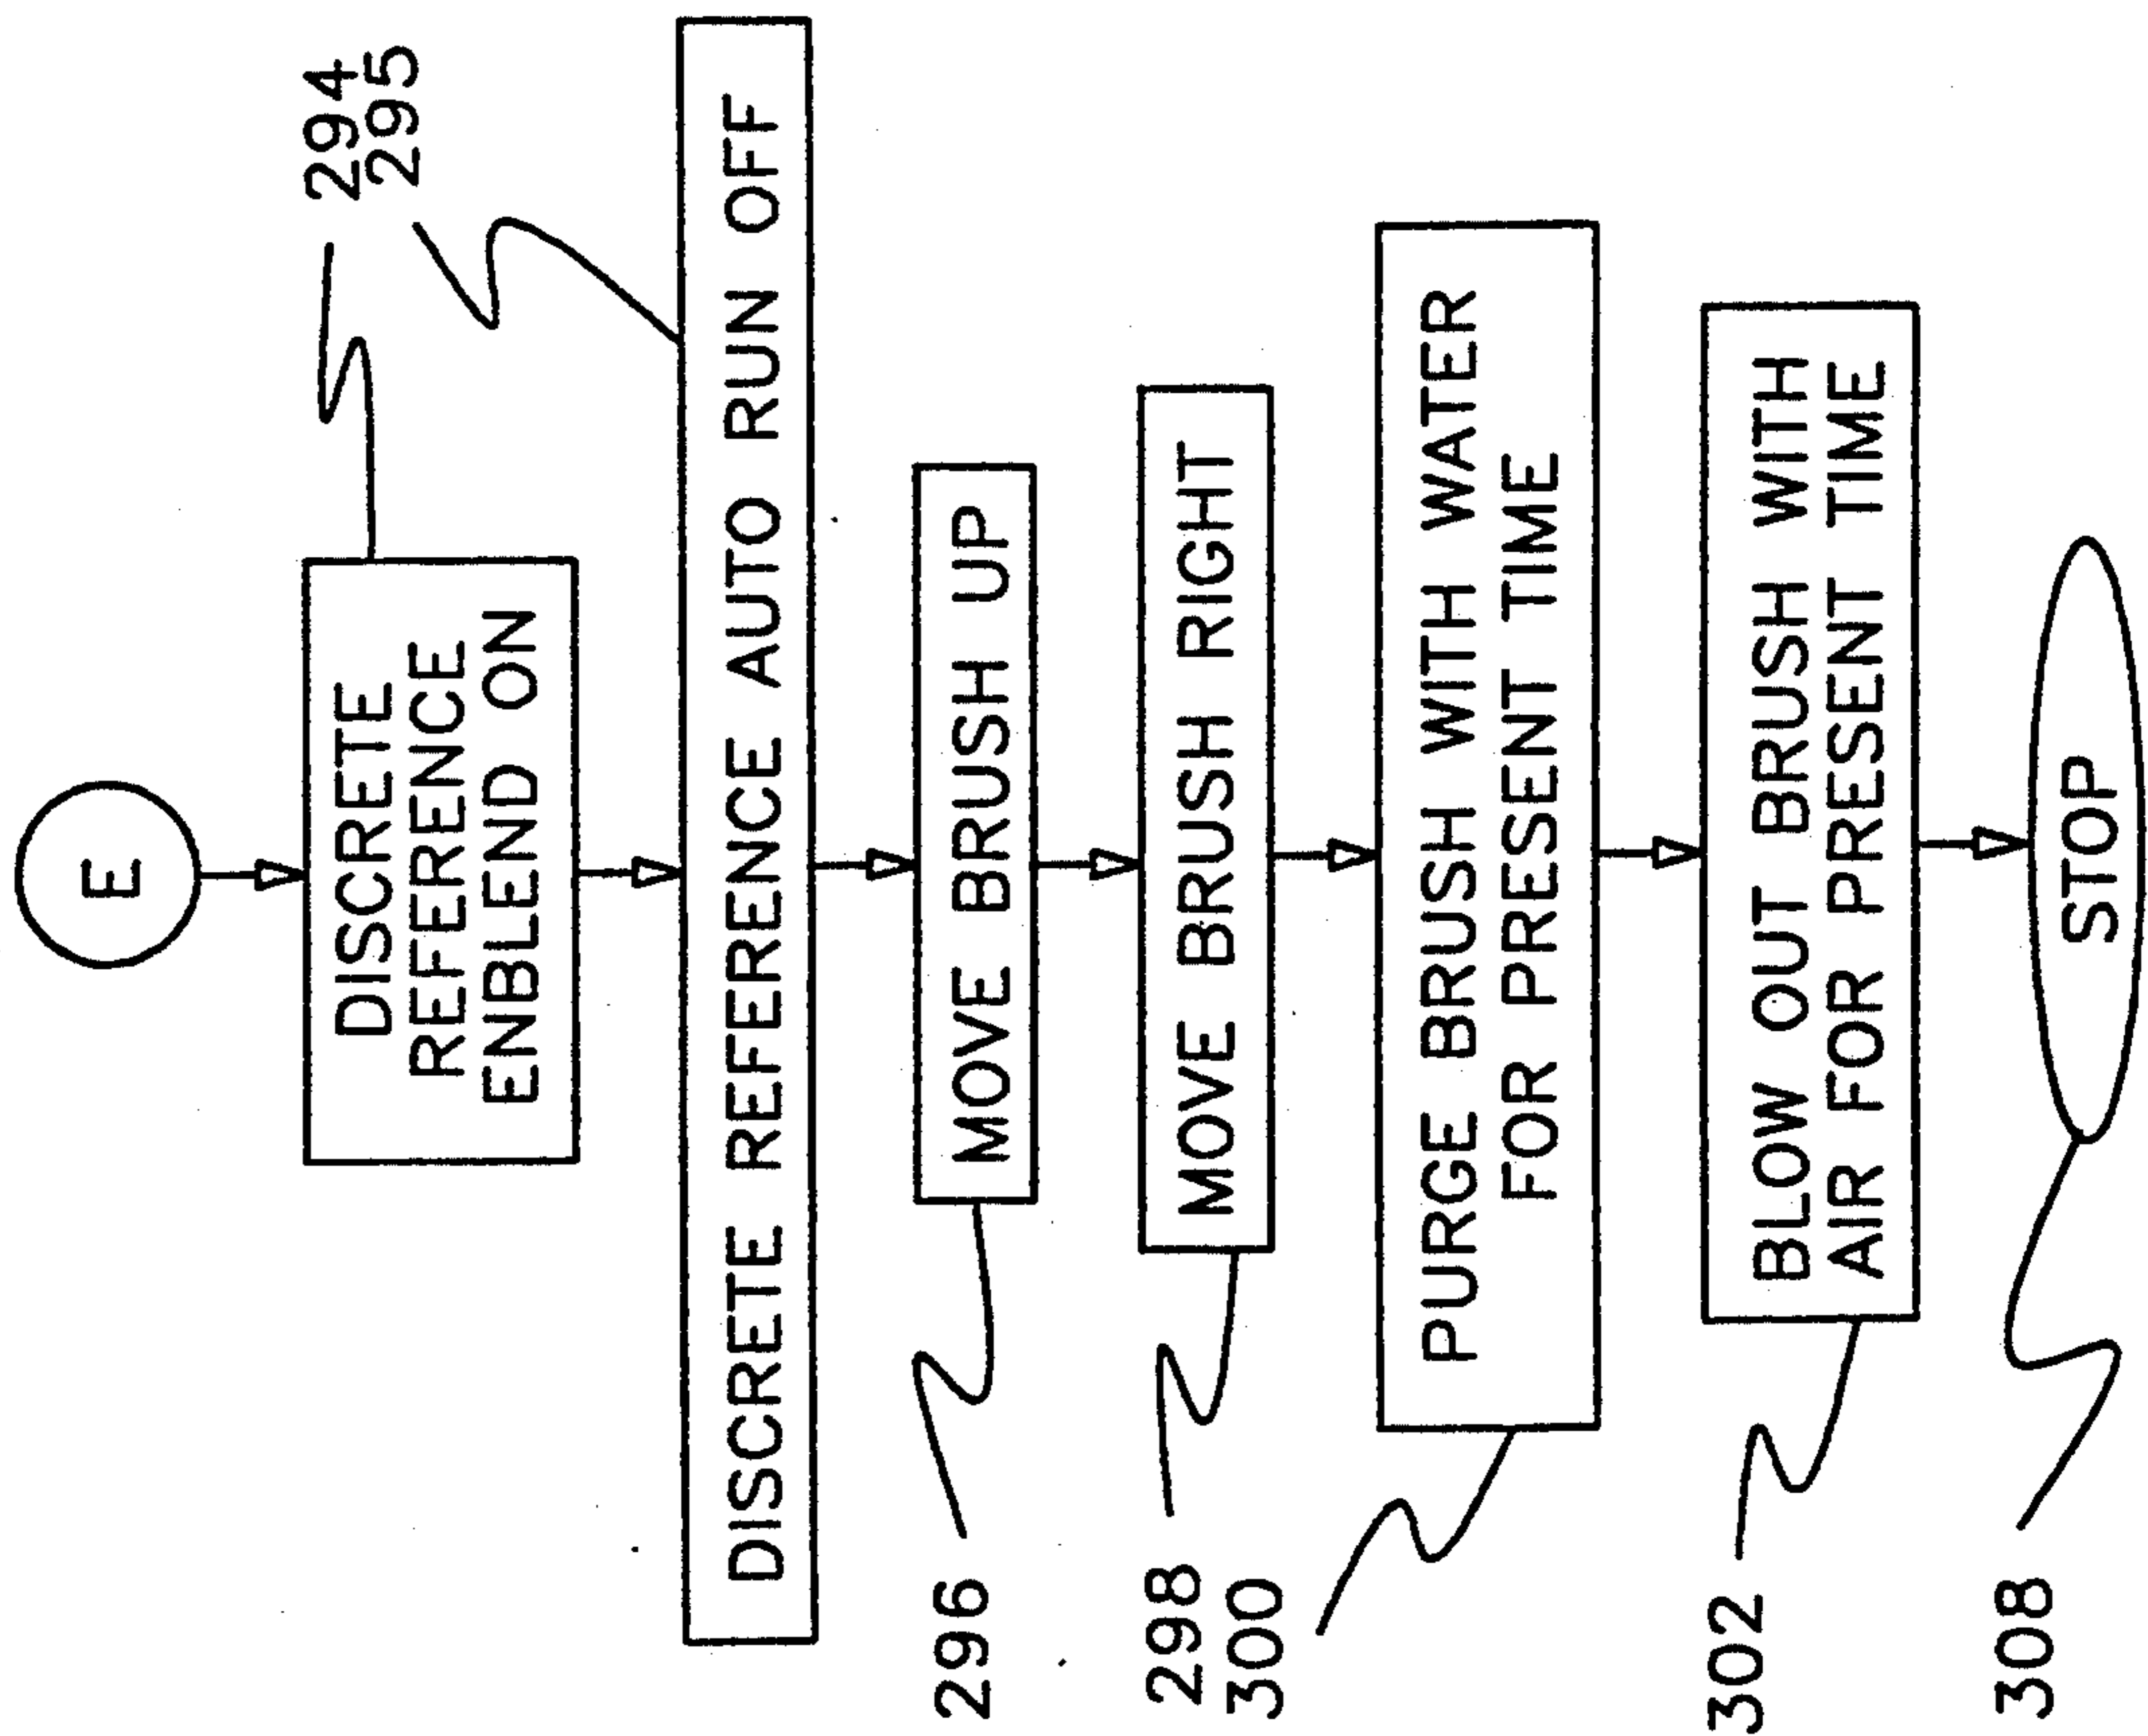 E
294
DISCRETE
REFERENCE
ENBLEND ON
295
DISCRETE REFERENCE AUTO RUN OFF
296
MOVE BRUSH UP
298
MOVE BRUSH RIGHT
300
PURGE BRUSH WITH WATER
FOR PRESENT TIME
302
BLOW OUT BRUSH WITH
AIR FOR PRESENT TIME
308
STOP